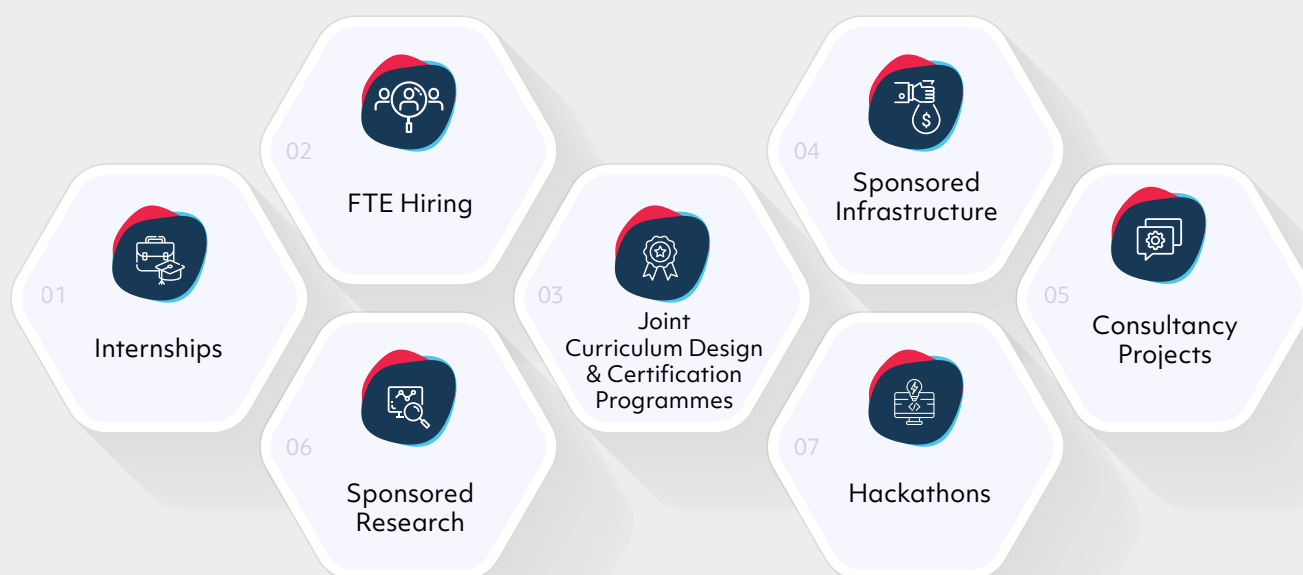 01
Internships
02
FTE Hiring
03
Joint
Curriculum Design
& Certification
Programmes
04
$
Sponsored
Infrastructure
05
Consultancy
Projects
06
Sponsored
Research
07
</>
Hackathons